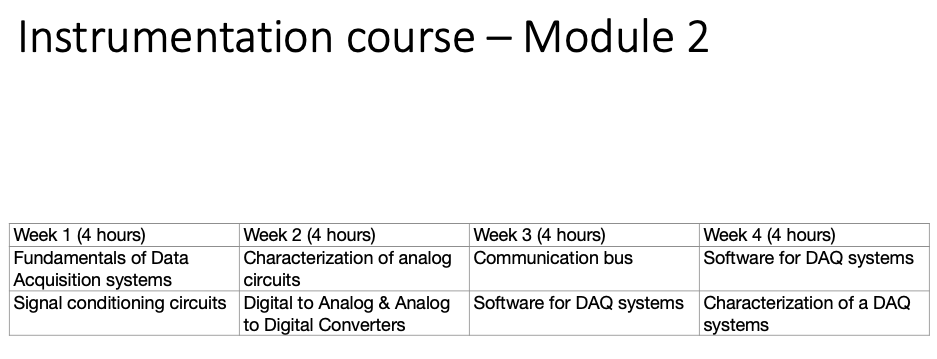 Instrumentation course – Module 2
Week 1 (4 hours)
Week 2 (4 hours)
Week 3 (4 hours)
Week 4 (4 hours)
Fundamentals of Data
Acquisition systems
Characterization of analog
circuits
Communication bus
Software for DAQ systems
Signal conditioning circuits
Digital to Analog & Analog
to Digital Converters
Software for DAQ systems
Characterization of a DAQ
systems